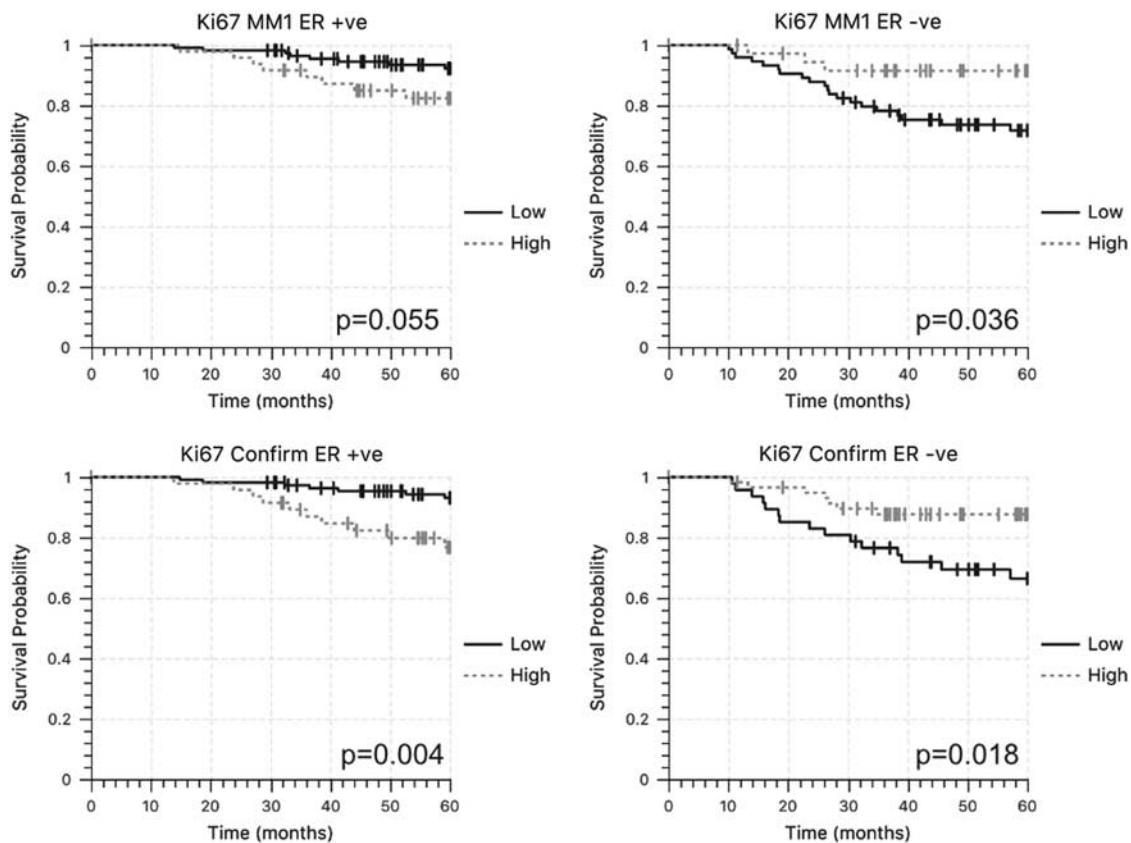 Ki67 MM1 ER +ve
Survival Probability
1
0.8
0.6
0.4
0.2
0
0 10 20 30 40 50 60
Time (months)
p=0.055
Low
High
Ki67 MM1 ER -ve
Survival Probability
1
0.8
0.6
0.4
0.2
0
0 10 20 30 40 50 60
Time (months)
p=0.036
Low
High
Ki67 Confirm ER +ve
Survival Probability
1
0.8
0.6
0.4
0.2
0
0 10 20 30 40 50 60
Time (months)
p=0.004
Low
High
Ki67 Confirm ER -ve
Survival Probability
1
0.8
0.6
0.4
0.2
0
0 10 20 30 40 50 60
Time (months)
p=0.018
Low
High